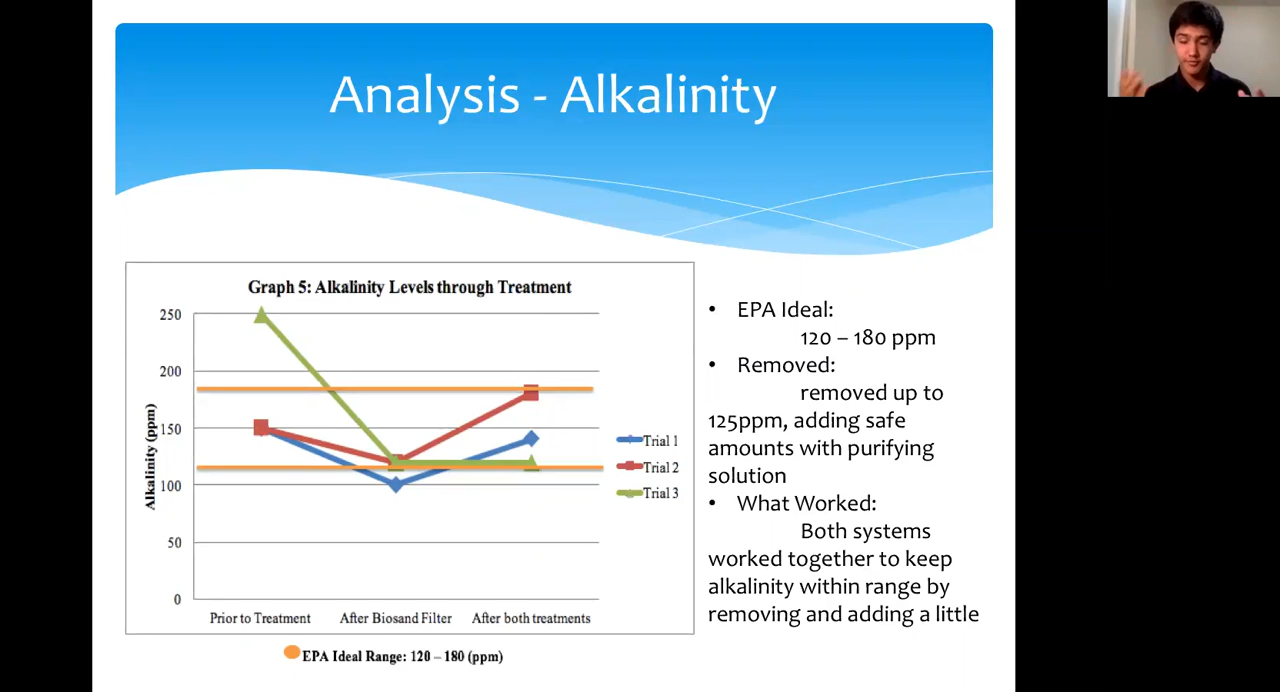 Analysis - Alkalinity
Graph 5: Alkalinity Levels through Treatment
250
200
150
100
50
0
Alkalinity (ppm)
Prior to Treatment
After Biosand Filter
After both treatments
Trial 1
Trial 2
Trial 3
EPA Ideal Range: 120 – 180 (ppm)
• EPA Ideal:
120 – 180 ppm
• Removed:
removed up to
125ppm, adding safe
amounts with purifying
solution
• What Worked:
Both systems
worked together to keep
alkalinity within range by
removing and adding a little